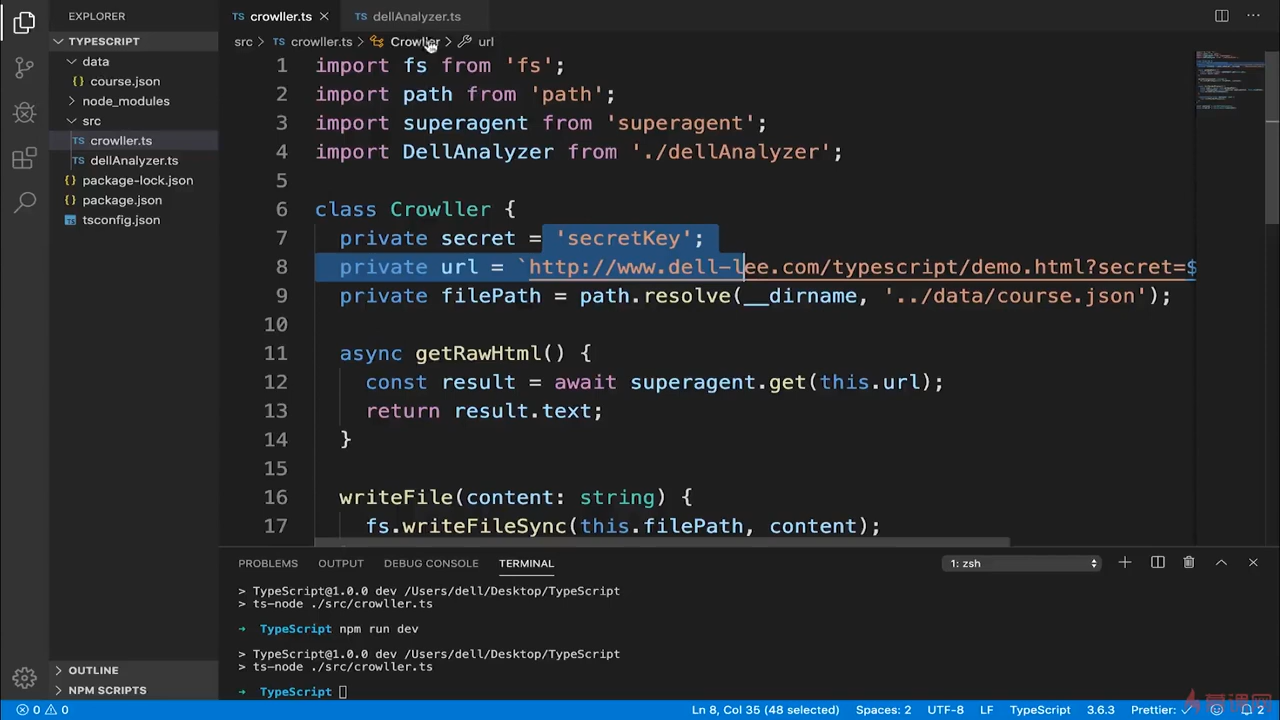 EXPLORER
TYPESCRIPT
data
{} course.json
node_modules
src
TS crowller.ts
TS dellAnalyzer.ts
{} package-lock.json
{} package.json
tsconfig.json
OUTLINE
NPM SCRIPTS
TS crowller.ts
TS dellAnalyzer.ts
src > TS crowller.ts > Crowller > url
1 import fs from 'fs';
2 import path from 'path';
3 import superagent from 'superagent';
4 import DellAnalyzer from './dellAnalyzer';
5
6 class Crowller {
7 private secret = 'secretKey';
8 private url = `http://www.dell-lee.com/typescript/demo.html?secret=$
9 private filePath = path.resolve(__dirname, '../data/course.json');
10
11 async getRawHtml() {
12 const result = await superagent.get(this.url);
13 return result.text;
14 }
15
16 writeFile(content: string) {
17 fs.writeFileSync(this.filePath, content);
PROBLEMS OUTPUT DEBUG CONSOLE TERMINAL 1: zsh
> TypeScript@1.0.0 dev /Users/dell/Desktop/TypeScript
> ts-node ./src/crowller.ts
→ TypeScript npm run dev
> TypeScript@1.0.0 dev /Users/dell/Desktop/TypeScript
> ts-node ./src/crowller.ts
→ TypeScript
0 0 Ln 8, Col 35 (48 selected) Spaces: 2 UTF-8 LF TypeScript 3.6.3 Prettier: ✓ 2
慕课网